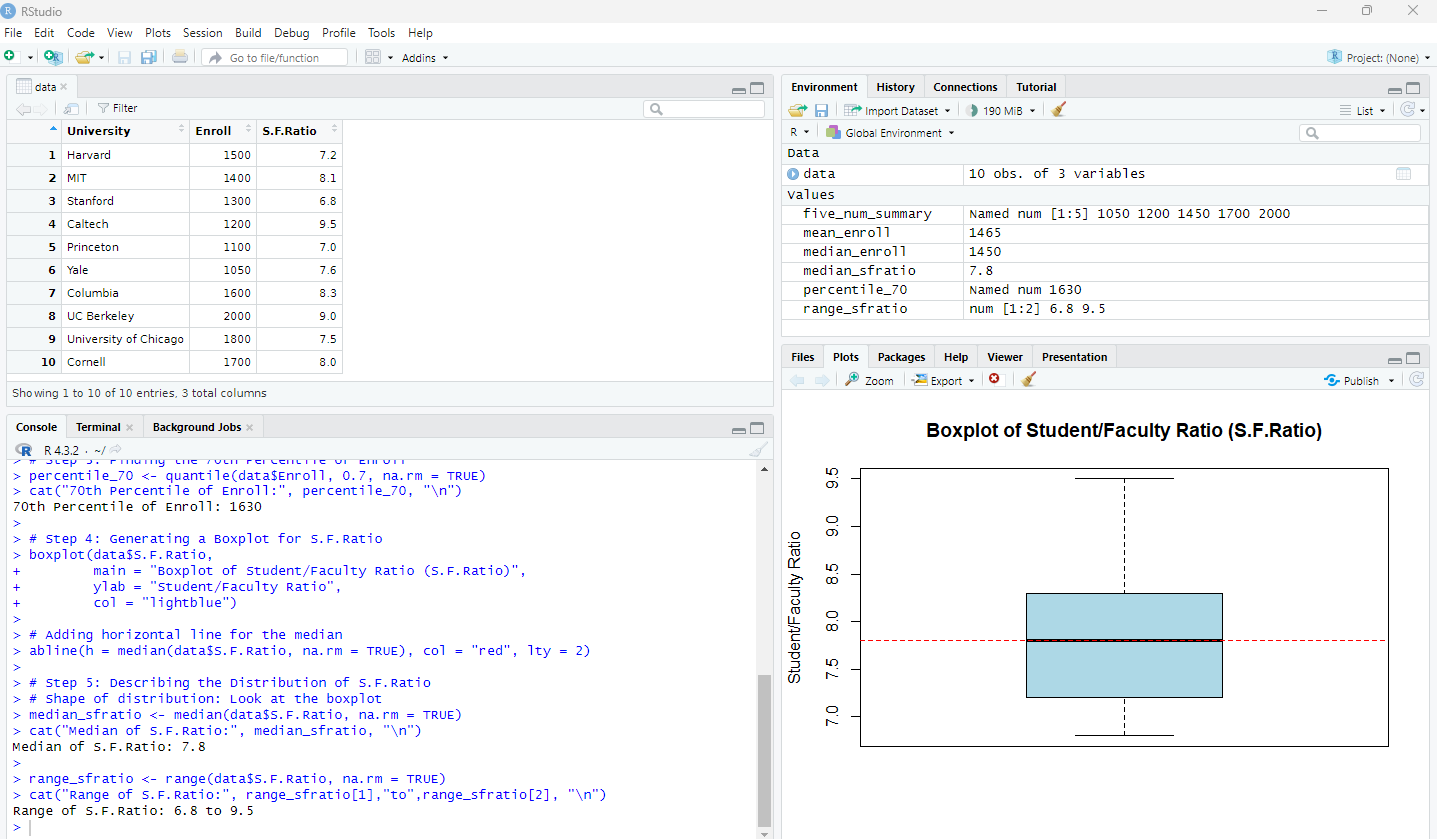 RStudio
File Edit Code View Plots Session Build Debug Profile Tools Help
Go to file/function Addins Project: (None)
data
Filter
University Enroll S.F.Ratio
1 Harvard 1500 7.2
2 MIT 1400 8.1
3 Stanford 1300 6.8
4 Caltech 1200 9.5
5 Princeton 1100 7.0
6 Yale 1050 7.6
7 Columbia 1600 8.3
8 UC Berkeley 2000 9.0
9 University of Chicago 1800 7.5
10 Cornell 1700 8.0
Showing 1 to 10 of 10 entries, 3 total columns
Console Terminal Background Jobs
R 4.3.2 · ~/
> # Step 3: Finding the 70th Percentile of Enroll
> percentile_70 <- quantile(data$Enroll, 0.7, na.rm = TRUE)
> cat("70th Percentile of Enroll:", percentile_70, "\n")
70th Percentile of Enroll: 1630
>
> # Step 4: Generating a Boxplot for S.F.Ratio
> boxplot(data$S.F.Ratio,
+ main = "Boxplot of Student/Faculty Ratio (S.F.Ratio)",
+ ylab = "Student/Faculty Ratio",
+ col = "lightblue")
>
> # Adding horizontal line for the median
> abline(h = median(data$S.F.Ratio, na.rm = TRUE), col = "red", lty = 2)
>
> # Step 5: Describing the Distribution of S.F.Ratio
> # Shape of distribution: Look at the boxplot
> median_sfratio <- median(data$S.F.Ratio, na.rm = TRUE)
> cat("Median of S.F.Ratio:", median_sfratio, "\n")
Median of S.F.Ratio: 7.8
>
> range_sfratio <- range(data$S.F.Ratio, na.rm = TRUE)
> cat("Range of S.F.Ratio:", range_sfratio[1],"to",range_sfratio[2], "\n")
Range of S.F.Ratio: 6.8 to 9.5
>
Environment History Connections Tutorial
Import Dataset 190 MiB List
R Global Environment
Data
data 10 obs. of 3 variables
Values
five_num_summary Named num [1:5] 1050 1200 1450 1700 2000
mean_enroll 1465
median_enroll 1450
median_sfratio 7.8
percentile_70 Named num 1630
range_sfratio num [1:2] 6.8 9.5
Files Plots Packages Help Viewer Presentation
Zoom Export Publish
Boxplot of Student/Faculty Ratio (S.F.Ratio)
Student/Faculty Ratio
9.5
9.0
8.5
8.0
7.5
7.0